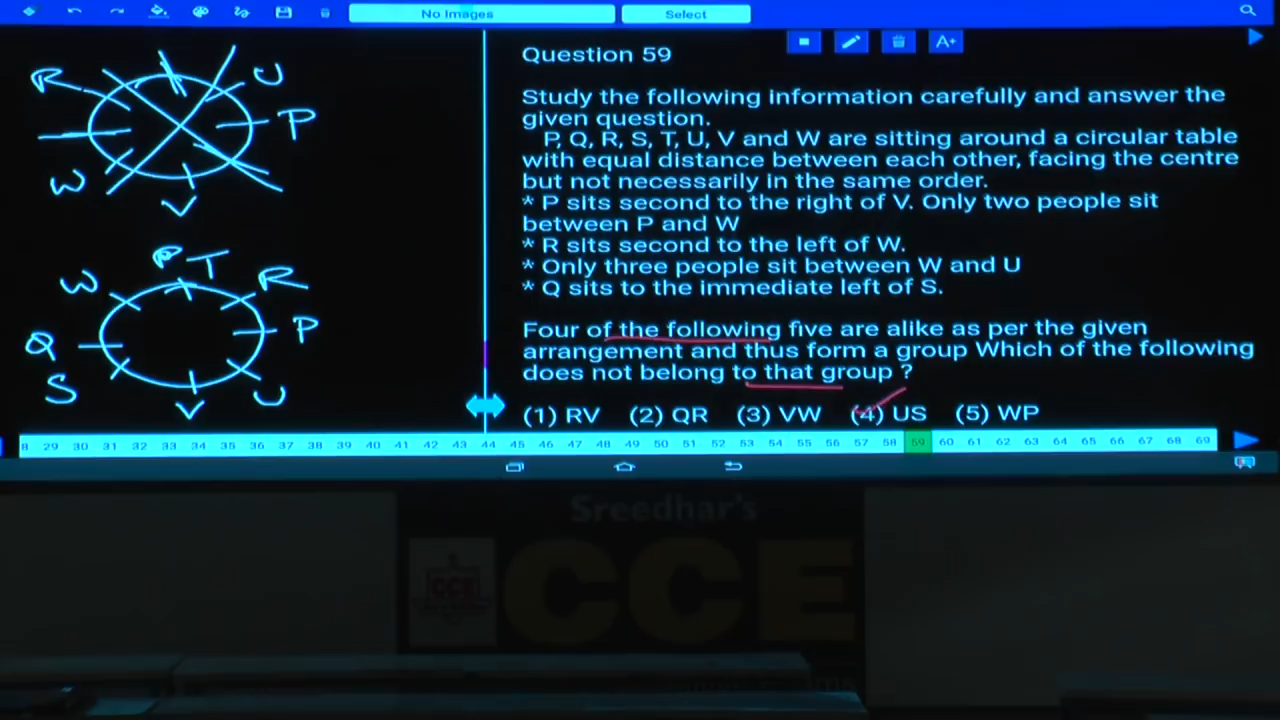 No Images
Select
A+
Question 59
Study the following information carefully and answer the
given question.
P, Q, R, S, T, U, V and W are sitting around a circular table
with equal distance between each other, facing the centre
but not necessarily in the same order.
* P sits second to the right of V. Only two people sit
between P and W
* R sits second to the left of W.
* Only three people sit between W and U
* Q sits to the immediate left of S.
Four of the following five are alike as per the given
arrangement and thus form a group Which of the following
does not belong to that group ?
(1) RV (2) QR (3) VW (4) US (5) WP
R
U
P
W
V
P T
W
R
Q
P
S
V
U
8 29 30 31 32 33 34 35 36 37 38 39 40 41 42 43 44 45 46 47 48 49 50 51 52 53 54 55 56 57 58 59 60 61 62 63 64 65 66 67 68 69
Sreedhar's
CCE
CCE